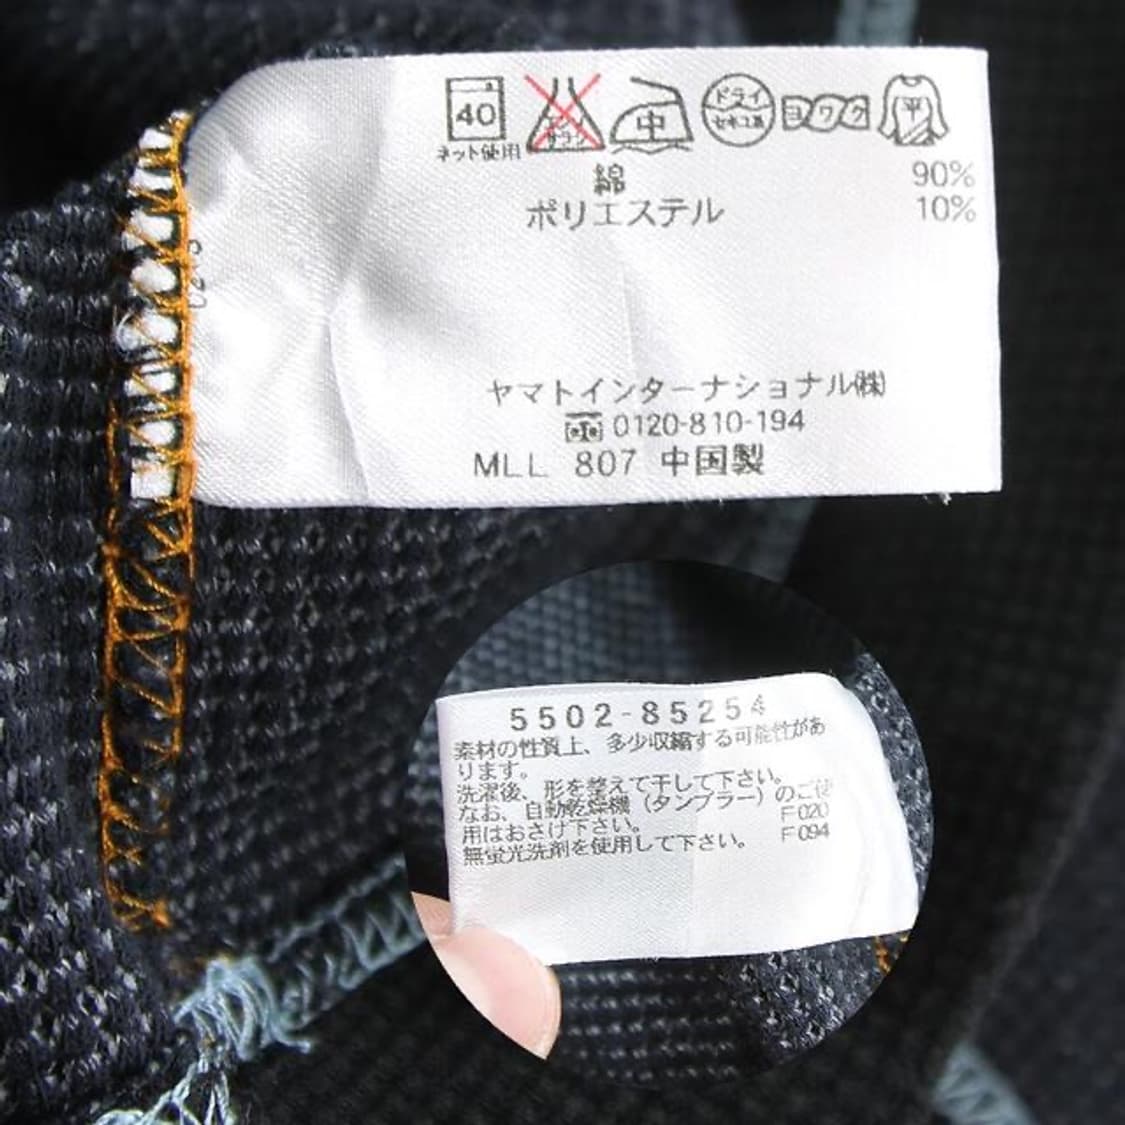 40
ネット使用
中
ドライ
セキユ系
ヨワク
平
綿 90%
ポリエステル 10%
ヤマトインターナショナル㈱
0120-810-194
MLL 807 中国製
5502-85254
素材の性質上、多少収縮する可能性があ
ります。
洗濯後、形を整えて干して下さい。
なお、自動乾燥機（タンブラー）のご使
用はおさけ下さい。 F020
無蛍光洗剤を使用して下さい。 F094